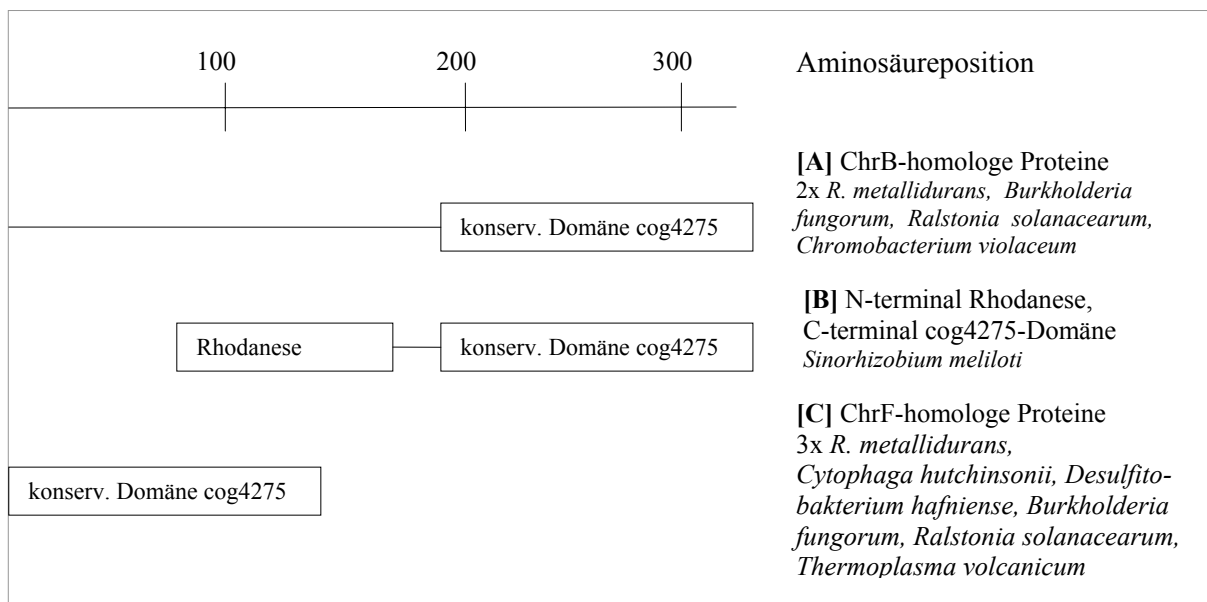 100 200 300 Aminosäureposition
[A] ChrB-homologe Proteine
2x R. metallidurans, Burkholderia
fungorum, Ralstonia solanacearum,
Chromobacterium violaceum
konserv. Domäne cog4275
[B] N-terminal Rhodanese,
C-terminal cog4275-Domäne
Sinorhizobium meliloti
Rhodanese konserv. Domäne cog4275
[C] ChrF-homologe Proteine
3x R. metallidurans,
Cytophaga hutchinsonii, Desulfito-
bakterium hafniense, Burkholderia
fungorum, Ralstonia solanacearum,
Thermoplasma volcanicum
konserv. Domäne cog4275